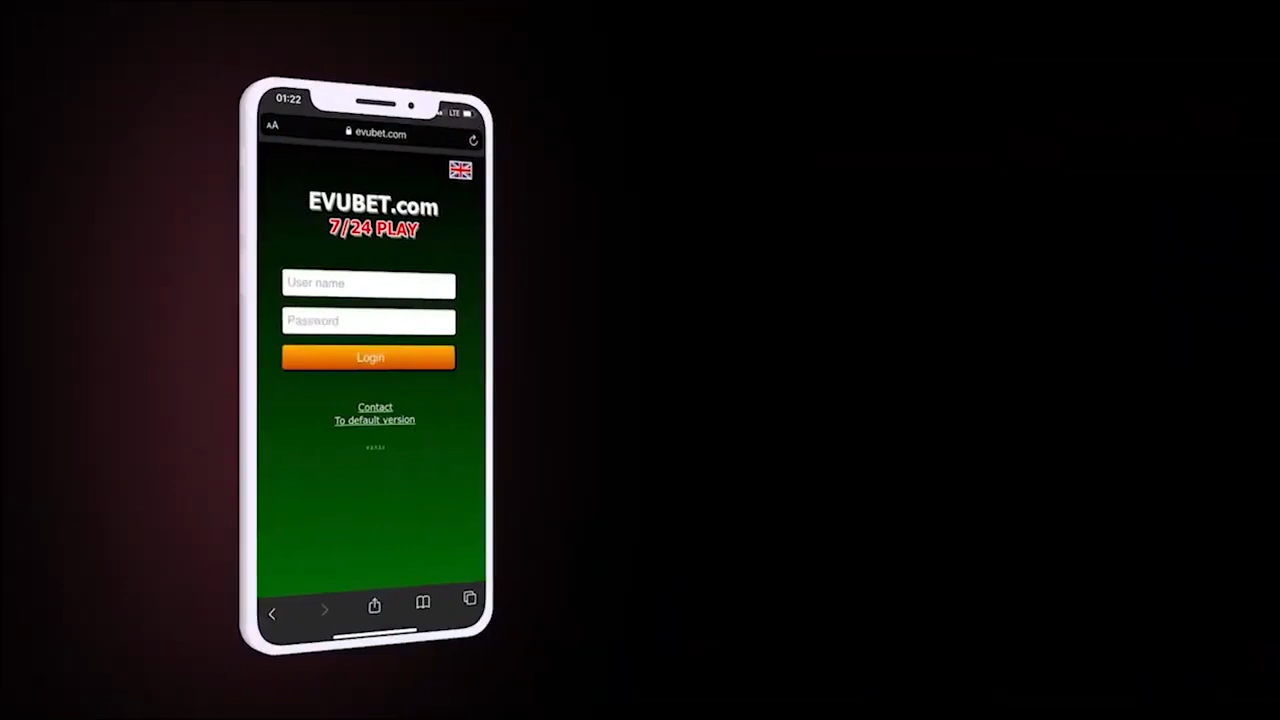 01:22
LTE
AA
evubet.com
EVUBET.com
7/24 PLAY
User name
Password
Login
Contact
To default version